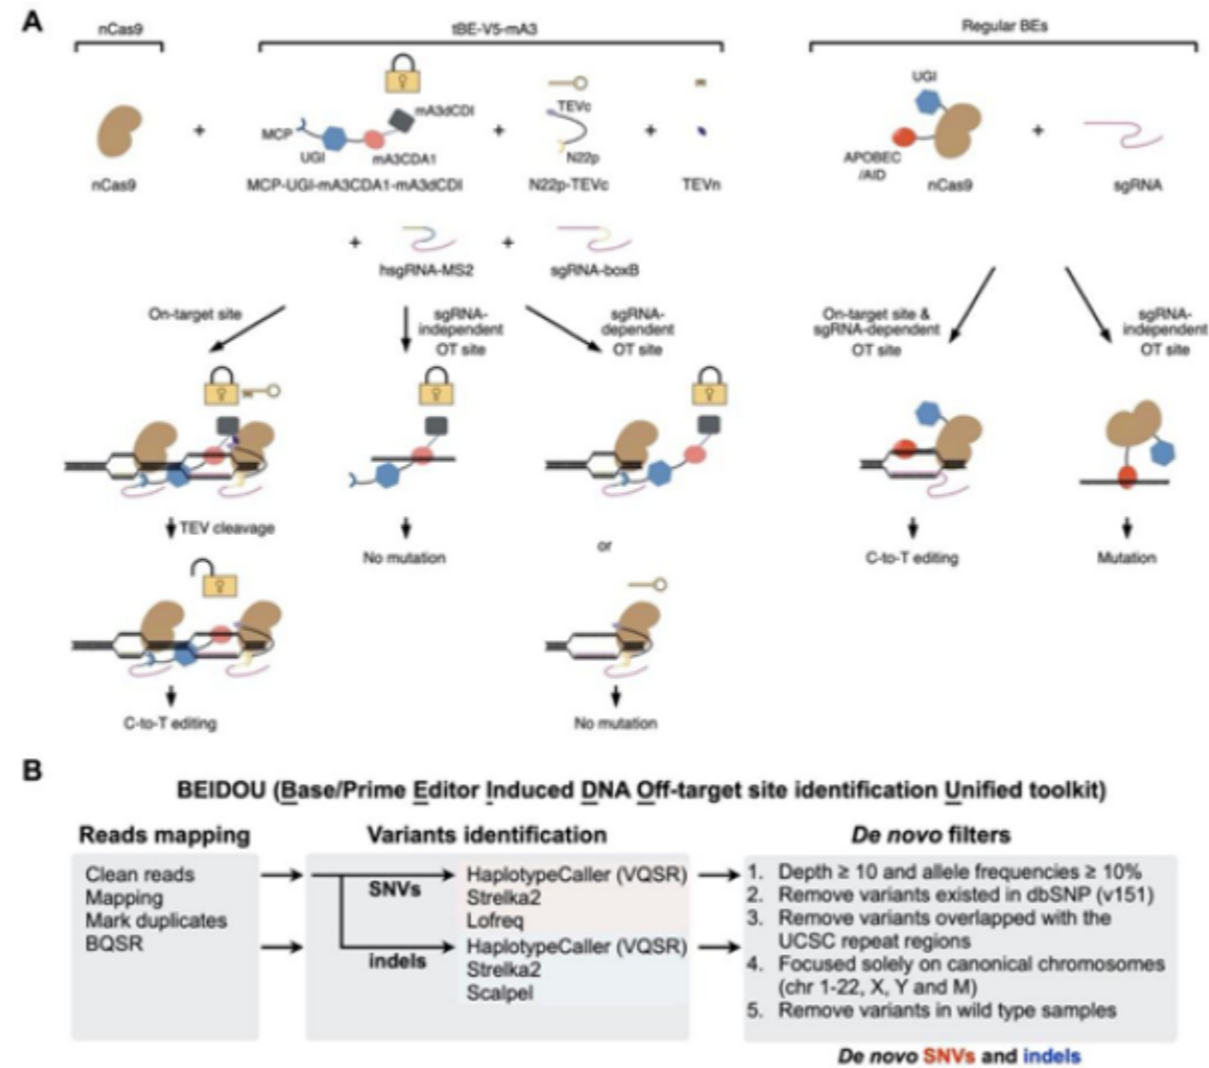 A
nCas9
tBE-V5-mA3
Regular BEs
nCas9
+
MCP
UGI
mA3CDA1
mA3dCDI
MCP-UGI-mA3CDA1-mA3dCDI
+
TEVc
N22p
N22p-TEVc
+
TEVn
UGI
APOBEC
/AID
nCas9
+
sgRNA
+
hsgRNA-MS2
+
sgRNA-boxB
On-target site
sgRNA-
independent
OT site
sgRNA-
dependent
OT site
On-target site &
sgRNA-dependent
OT site
sgRNA-
independent
OT site
TEV cleavage
No mutation
or
C-to-T editing
Mutation
C-to-T editing
No mutation
B
BEIDOU (Base/Prime Editor Induced DNA Off-target site identification Unified toolkit)
Reads mapping
Variants identification
De novo filters
Clean reads
Mapping
Mark duplicates
BQSR
SNVs
HaplotypeCaller (VQSR)
Strelka2
Lofreq
indels
HaplotypeCaller (VQSR)
Strelka2
Scalpel
1. Depth ≥ 10 and allele frequencies ≥ 10%
2. Remove variants existed in dbSNP (v151)
3. Remove variants overlapped with the
UCSC repeat regions
4. Focused solely on canonical chromosomes
(chr 1-22, X, Y and M)
5. Remove variants in wild type samples
De novo SNVs and indels